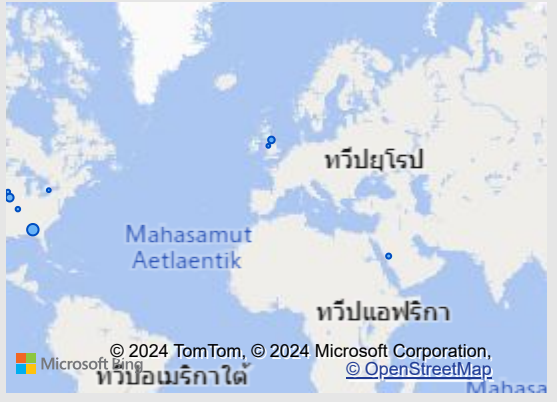 ทวีปยุโรป
Mahasamut
Aetlaentik
ทวีปแอฟริกา
© 2024 TomTom, © 2024 Microsoft Corporation,
Microsoft Bing
© OpenStreetMap
ทวีปอเมริกาใต้
Mahasa